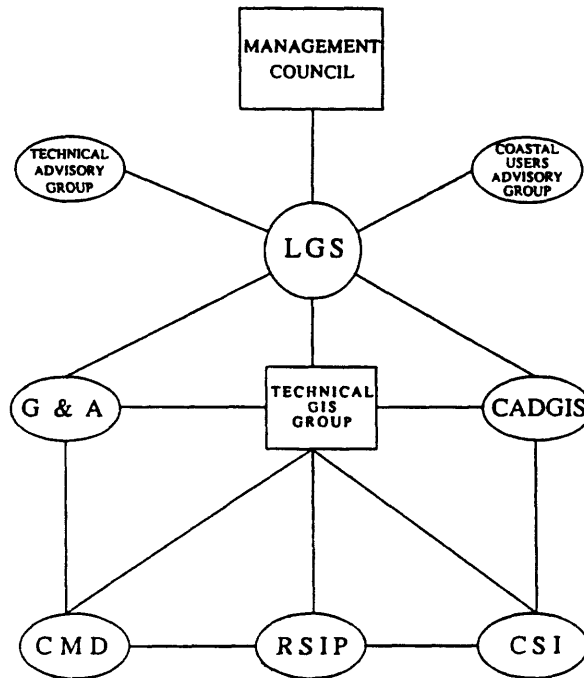 MANAGEMENT
COUNCIL
TECHNICAL
ADVISORY
GROUP
COASTAL
USERS
ADVISORY
GROUP
LGS
G & A
TECHNICAL
GIS
GROUP
CADGIS
CMD
RSIP
CSI